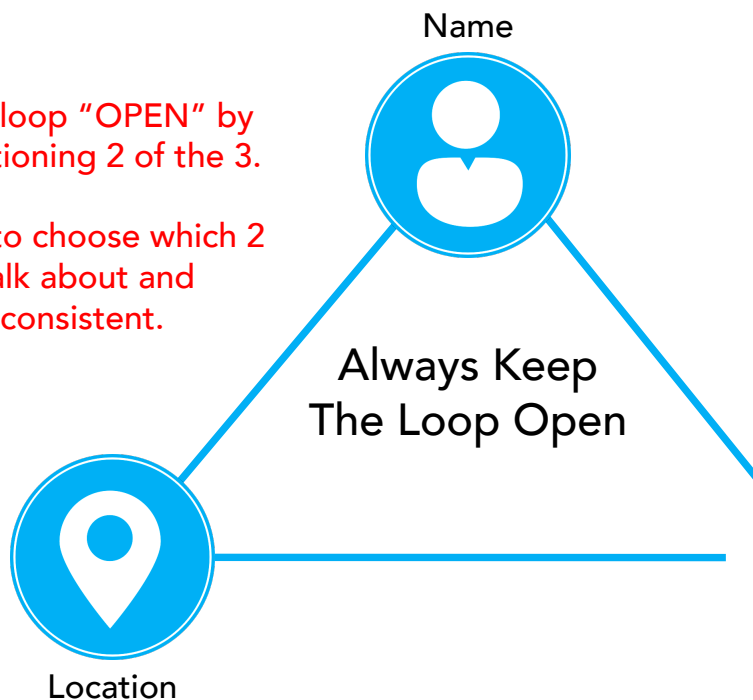 Name
loop “OPEN” by
tioning 2 of the 3.
to choose which 2
alk about and
consistent.
Always Keep
The Loop Open
Location